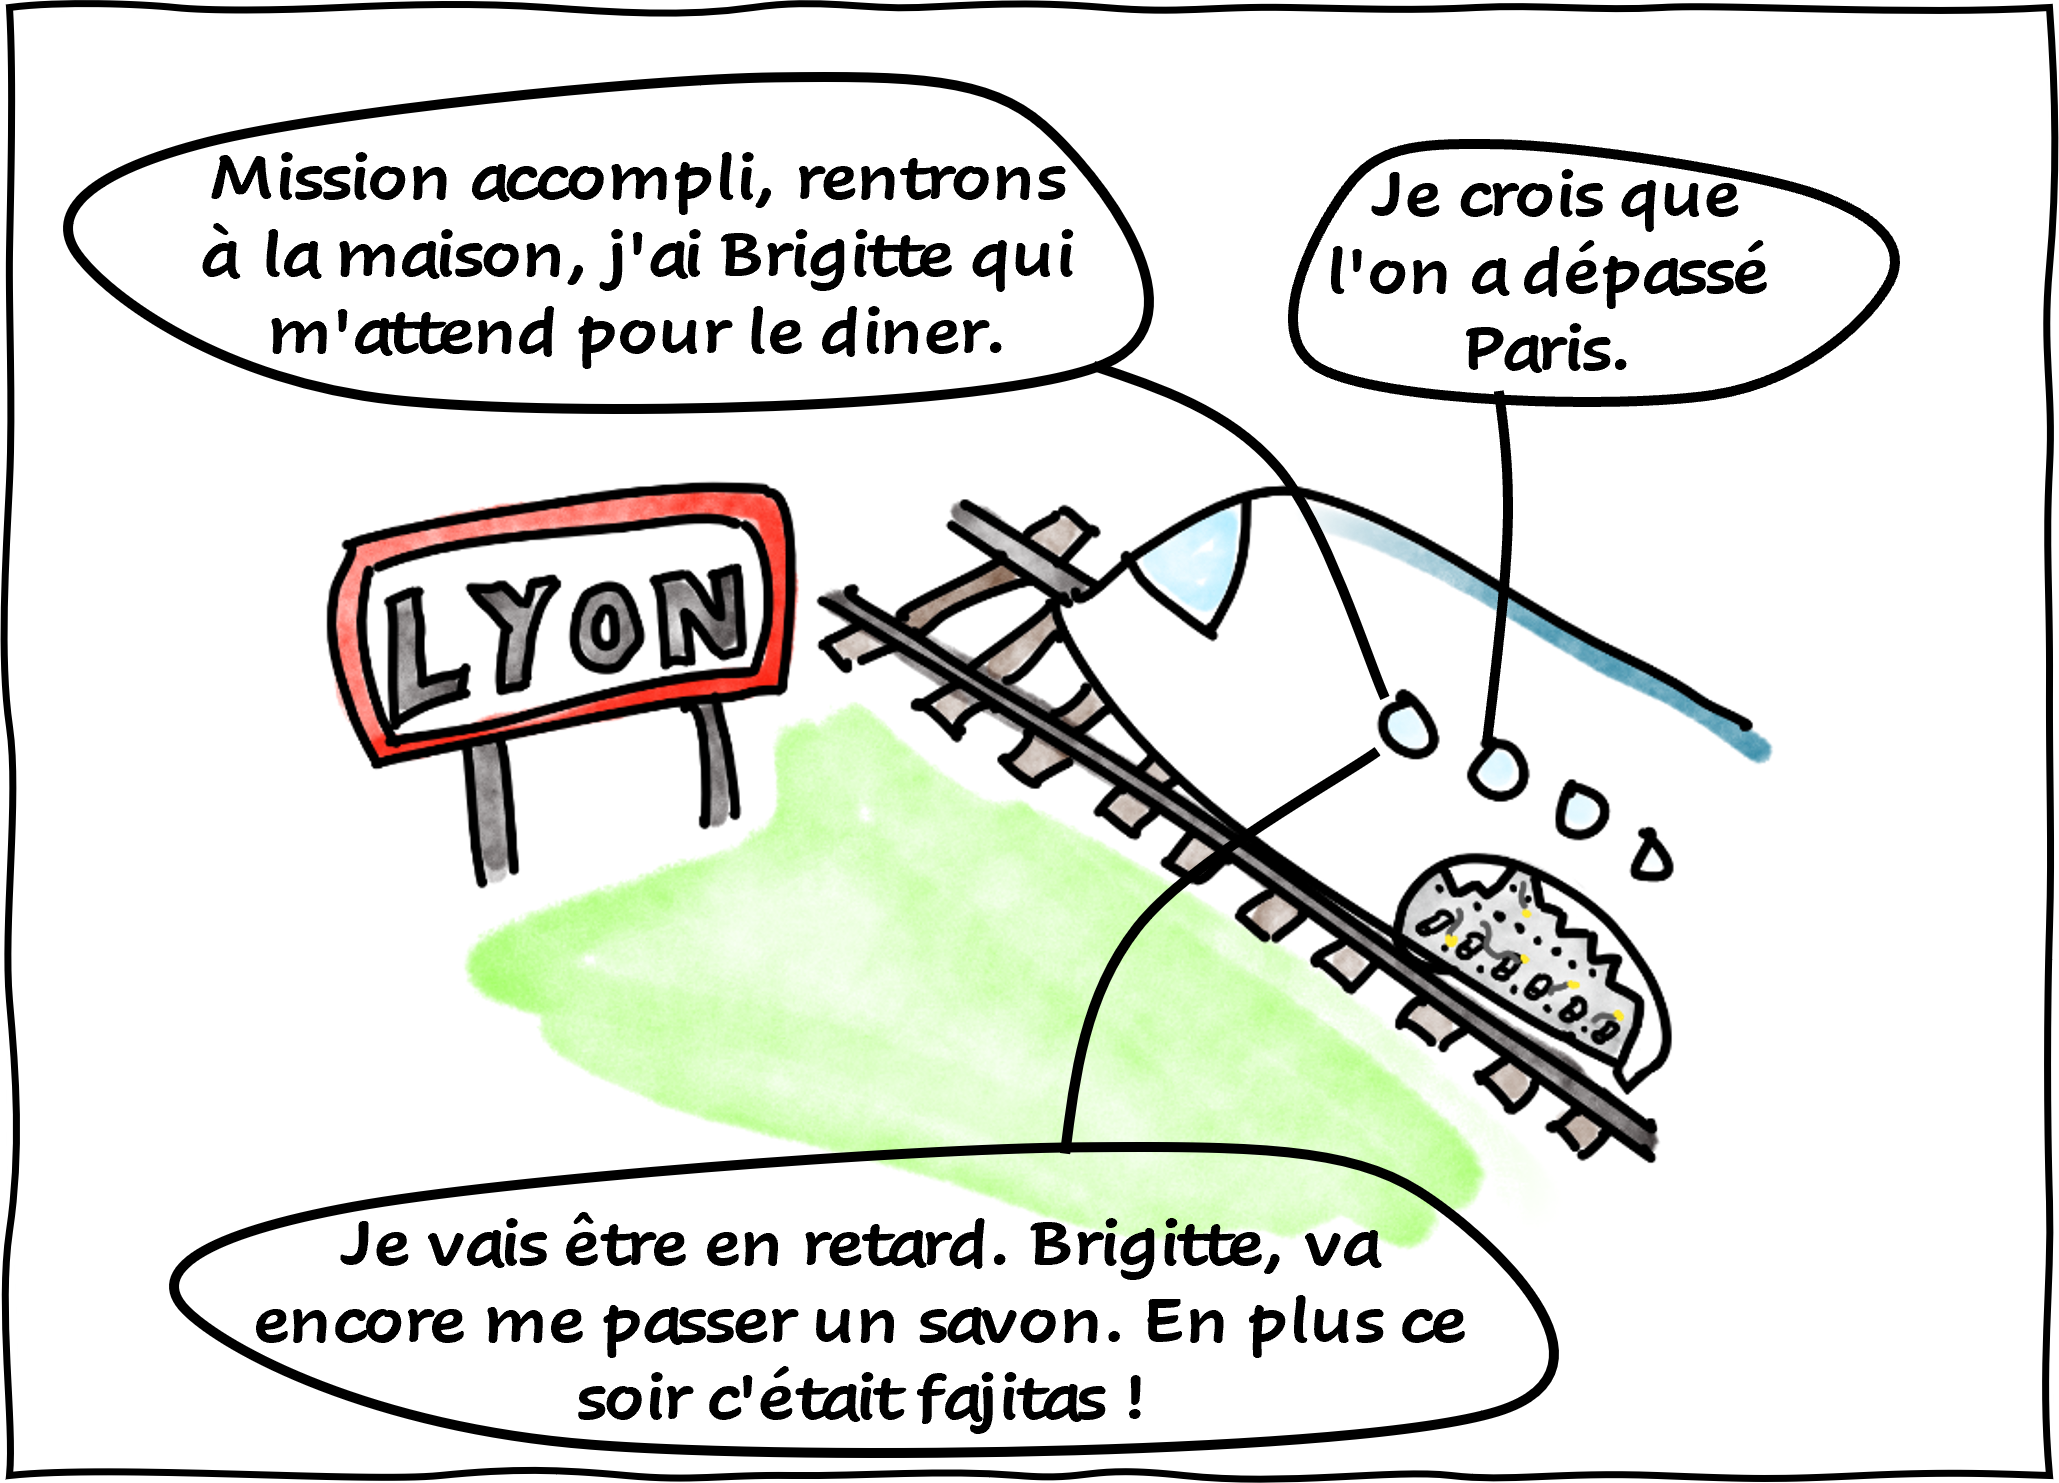 Mission accompli, rentrons
à la maison, j'ai Brigitte qui
m'attend pour le diner.
Je crois que
l'on a dépassé
Paris.
LYON
Je vais être en retard. Brigitte, va
encore me passer un savon. En plus ce
soir c'était fajitas !